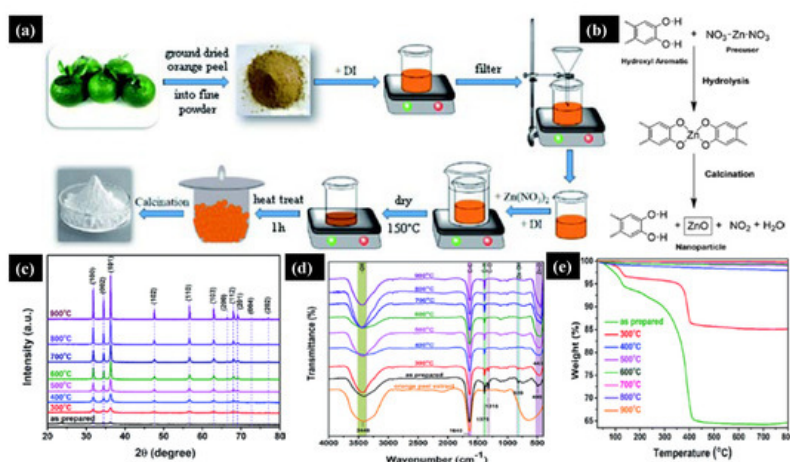 (a)
ground dried
orange peel
into fine
powder
+ DI
filter
+ Zn(NO3)2
+ DI
dry
150°C
heat treat
1h
Calcination
(b)
O-H
O-H
+ NO3-Zn-NO3
Hydroxyl Aromatic
Precuser
Hydrolysis
O Zn O
O O
Calcination
O-H
O-H
+ ZnO + NO2 + H2O
Nanoparticle
(c)
(100)
(002)
(101)
(102)
(110)
(103)
(200)
(112)
(201)
(004)
(202)
900°C
800°C
700°C
600°C
500°C
400°C
300°C
as prepared
Intensity (a.u.)
20 30 40 50 60 70 80
2θ (degree)
(d)
900°C
800°C
700°C
600°C
500°C
400°C
300°C
as prepared
orange peel extract
Transmittance (%)
4000 3500 3000 2500 2000 1500 1000 500
Wavenumber (cm-1)
(e)
100
95
90
85
80
75
70
65
Weight (%)
as prepared
300°C
400°C
500°C
600°C
700°C
800°C
900°C
100 200 300 400 500 600 700 800
Temperature (°C)